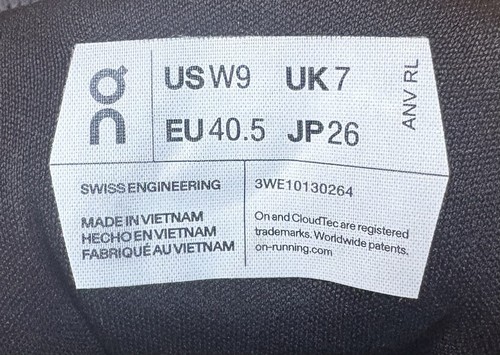 ON
US W9 UK 7
EU 40.5 JP 26
ANV RL
SWISS ENGINEERING
MADE IN VIETNAM
HECHO EN VIETNAM
FABRIQUÉ AU VIETNAM
3WE10130264
On and CloudTec are registered
trademarks. Worldwide patents.
on-running.com